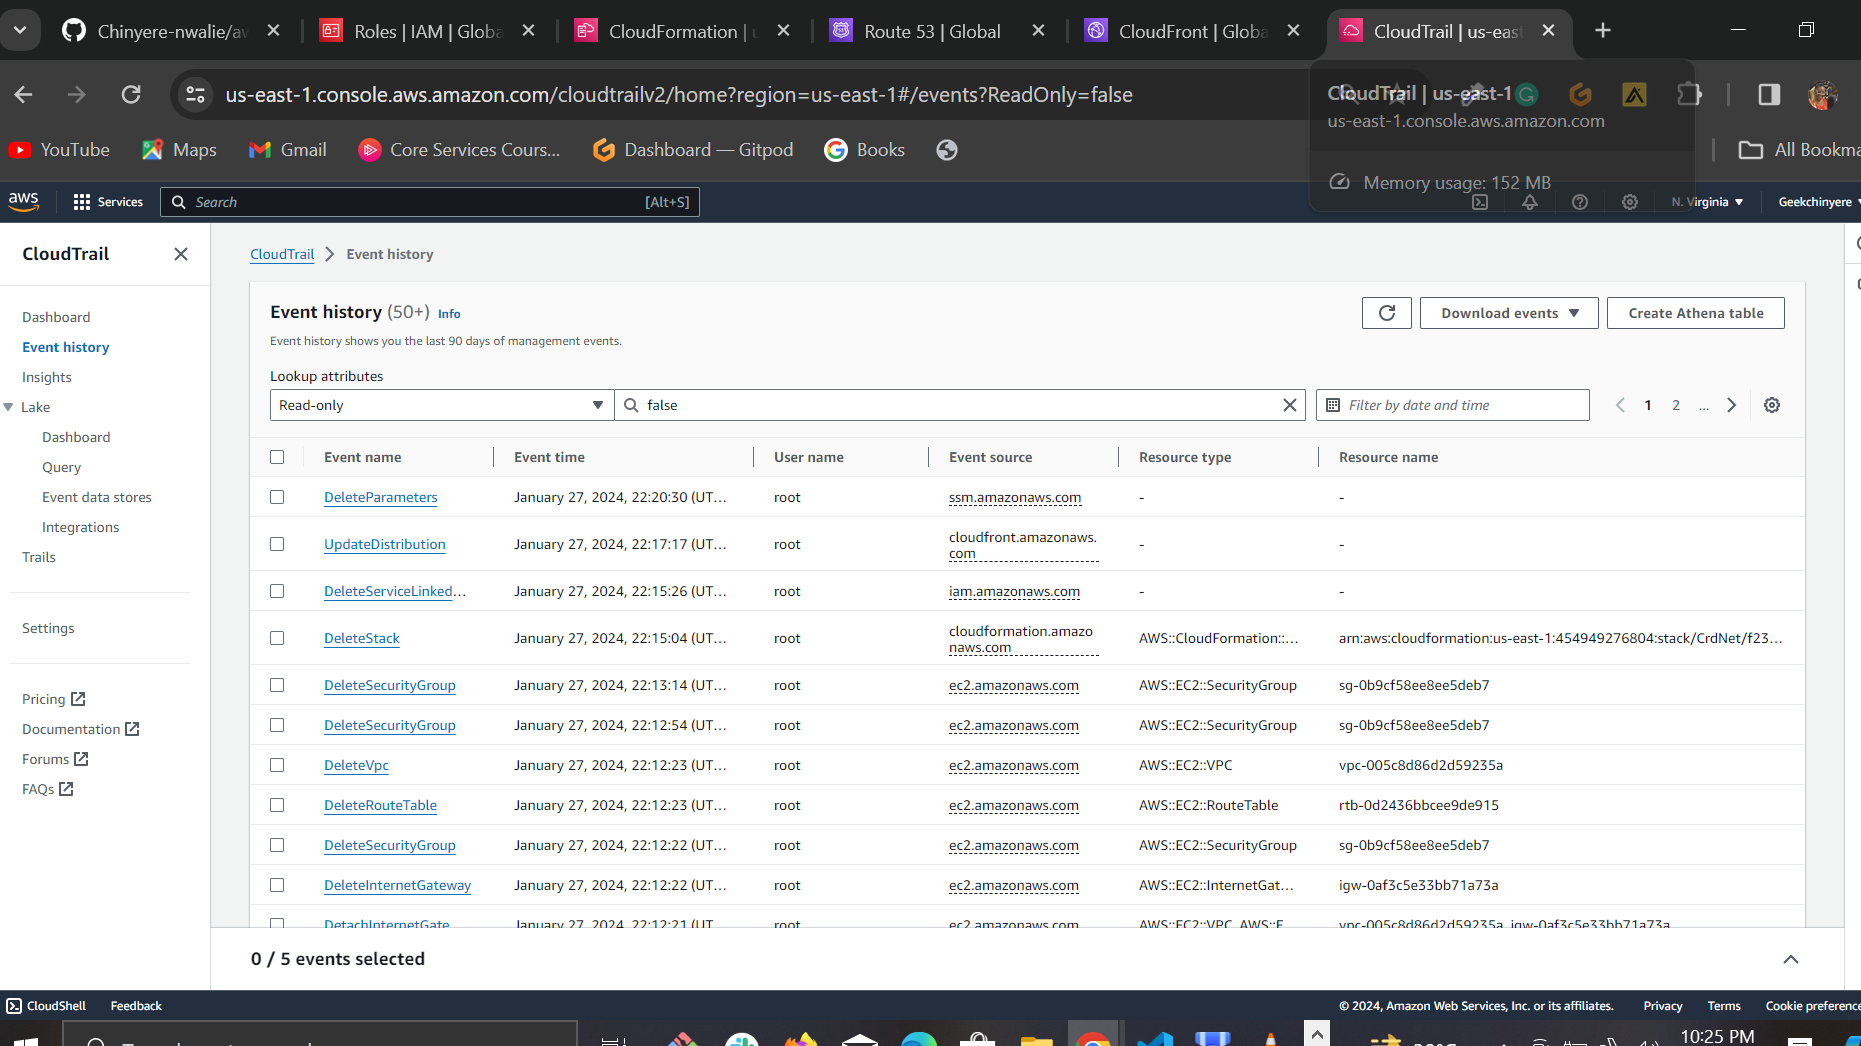 Chinyere-nwalie/aw
Roles | IAM | Globa
CloudFormation | u
Route 53 | Global
CloudFront | Globa
CloudTrail | us-east
us-east-1.console.aws.amazon.com/cloudtrailv2/home?region=us-east-1#/events?ReadOnly=false
CloudTrail | us-east-1
us-east-1.console.aws.amazon.com
Memory usage: 152 MB
YouTube
Maps
Gmail
Core Services Cours...
Dashboard — Gitpod
Books
All Bookma
aws
Services
Search
[Alt+S]
N. Virginia
Geekchinyere
CloudTrail
Dashboard
Event history
Insights
Lake
Dashboard
Query
Event data stores
Integrations
Trails
Settings
Pricing
Documentation
Forums
FAQs
CloudTrail
Event history
Event history (50+) Info
Event history shows you the last 90 days of management events.
Download events
Create Athena table
Lookup attributes
Read-only
false
Filter by date and time
1 2 ...
Event name Event time User name Event source Resource type Resource name
DeleteParameters January 27, 2024, 22:20:30 (UT... root ssm.amazonaws.com - -
UpdateDistribution January 27, 2024, 22:17:17 (UT... root cloudfront.amazonaws.
com - -
DeleteServiceLinked... January 27, 2024, 22:15:26 (UT... root iam.amazonaws.com - -
DeleteStack January 27, 2024, 22:15:04 (UT... root cloudformation.amazo
naws.com AWS::CloudFormation::... arn:aws:cloudformation:us-east-1:454949276804:stack/CrdNet/f23...
DeleteSecurityGroup January 27, 2024, 22:13:14 (UT... root ec2.amazonaws.com AWS::EC2::SecurityGroup sg-0b9cf58ee8ee5deb7
DeleteSecurityGroup January 27, 2024, 22:12:54 (UT... root ec2.amazonaws.com AWS::EC2::SecurityGroup sg-0b9cf58ee8ee5deb7
DeleteVpc January 27, 2024, 22:12:23 (UT... root ec2.amazonaws.com AWS::EC2::VPC vpc-005c8d86d2d59235a
DeleteRouteTable January 27, 2024, 22:12:23 (UT... root ec2.amazonaws.com AWS::EC2::RouteTable rtb-0d2436bbcee9de915
DeleteSecurityGroup January 27, 2024, 22:12:22 (UT... root ec2.amazonaws.com AWS::EC2::SecurityGroup sg-0b9cf58ee8ee5deb7
DeleteInternetGateway January 27, 2024, 22:12:22 (UT... root ec2.amazonaws.com AWS::EC2::InternetGat... igw-0af3c5e33bb71a73a
DetachInternetGate January 27, 2024, 22:12:21 (UT root ec2.amazonaws.com AWS::EC2::VPC, AWS::E vpc-005c8d86d2d59235a, igw-0af3c5e33bb71a73a
0 / 5 events selected
CloudShell
Feedback
© 2024, Amazon Web Services, Inc. or its affiliates.
Privacy
Terms
Cookie preference
10:25 PM